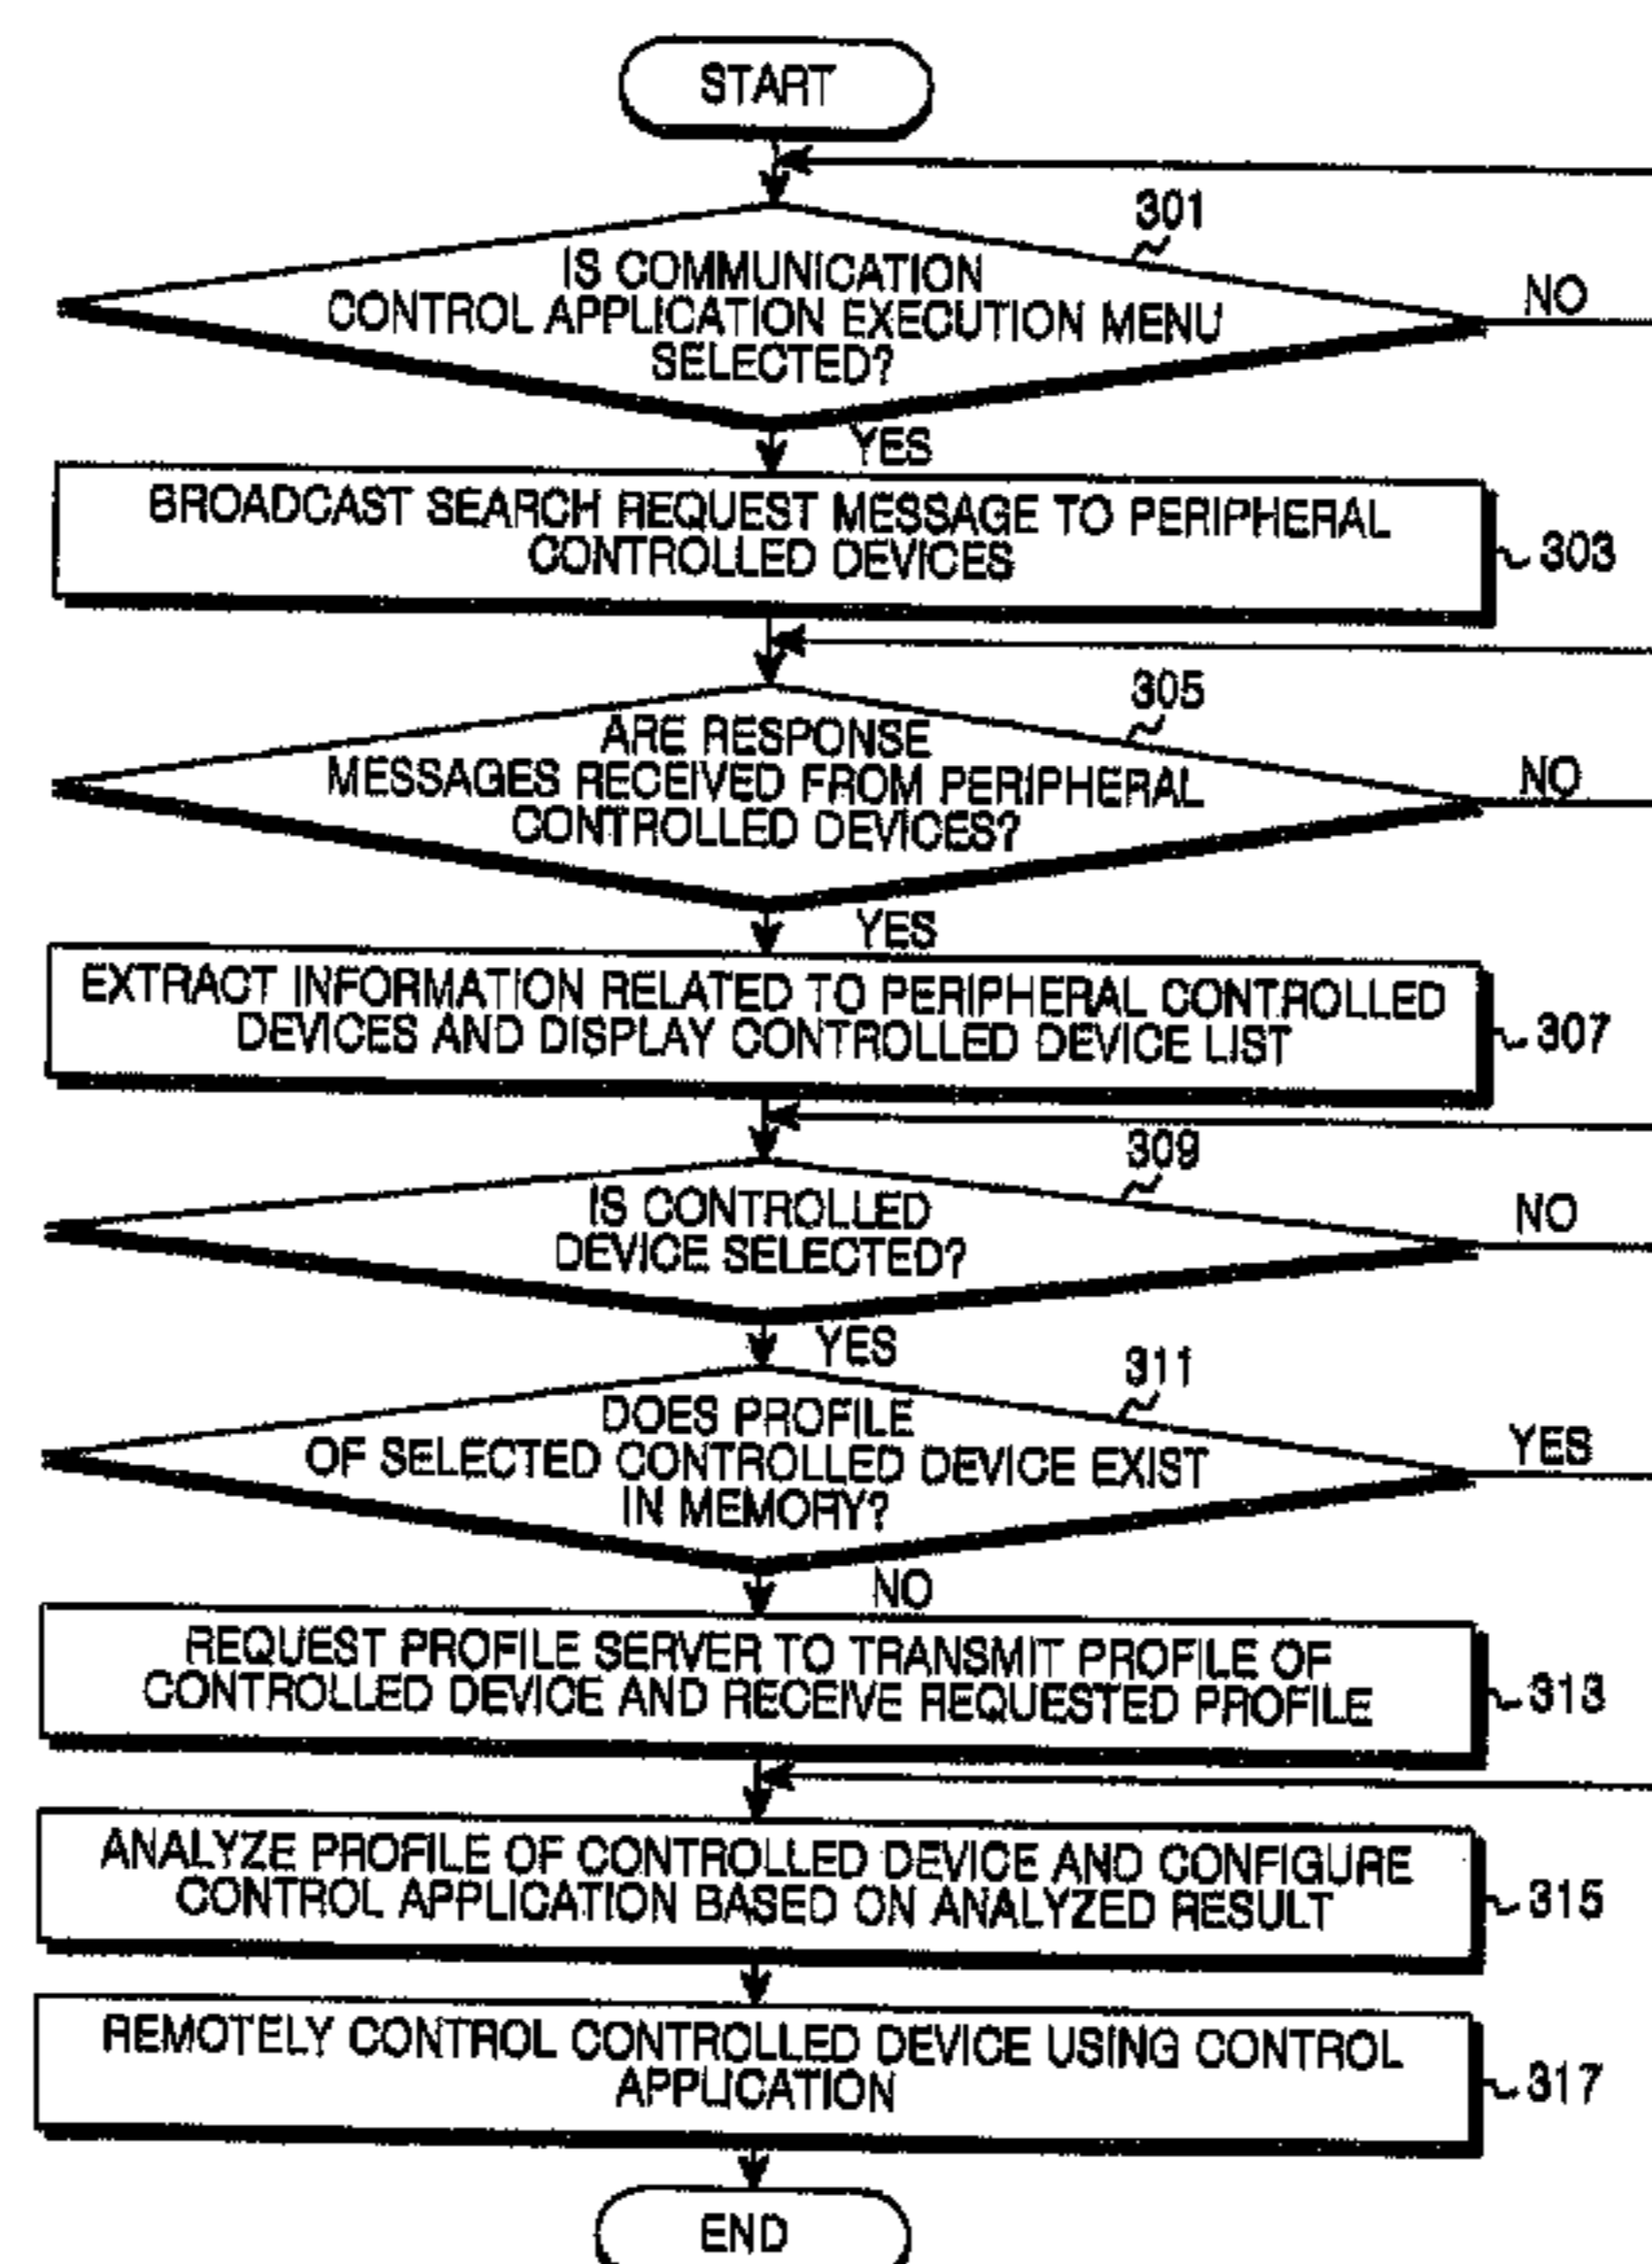 START
301
IS COMMUNICATION
CONTROL APPLICATION EXECUTION MENU
SELECTED?
NO
YES
BROADCAST SEARCH REQUEST MESSAGE TO PERIPHERAL
CONTROLLED DEVICES
303
305
ARE RESPONSE
MESSAGES RECEIVED FROM PERIPHERAL
CONTROLLED DEVICES?
NO
YES
EXTRACT INFORMATION RELATED TO PERIPHERAL CONTROLLED
DEVICES AND DISPLAY CONTROLLED DEVICE LIST
307
309
IS CONTROLLED
DEVICE SELECTED?
NO
YES
311
DOES PROFILE
OF SELECTED CONTROLLED DEVICE EXIST
IN MEMORY?
YES
NO
REQUEST PROFILE SERVER TO TRANSMIT PROFILE OF
CONTROLLED DEVICE AND RECEIVE REQUESTED PROFILE
313
ANALYZE PROFILE OF CONTROLLED DEVICE AND CONFIGURE
CONTROL APPLICATION BASED ON ANALYZED RESULT
315
REMOTELY CONTROL CONTROLLED DEVICE USING CONTROL
APPLICATION
317
END